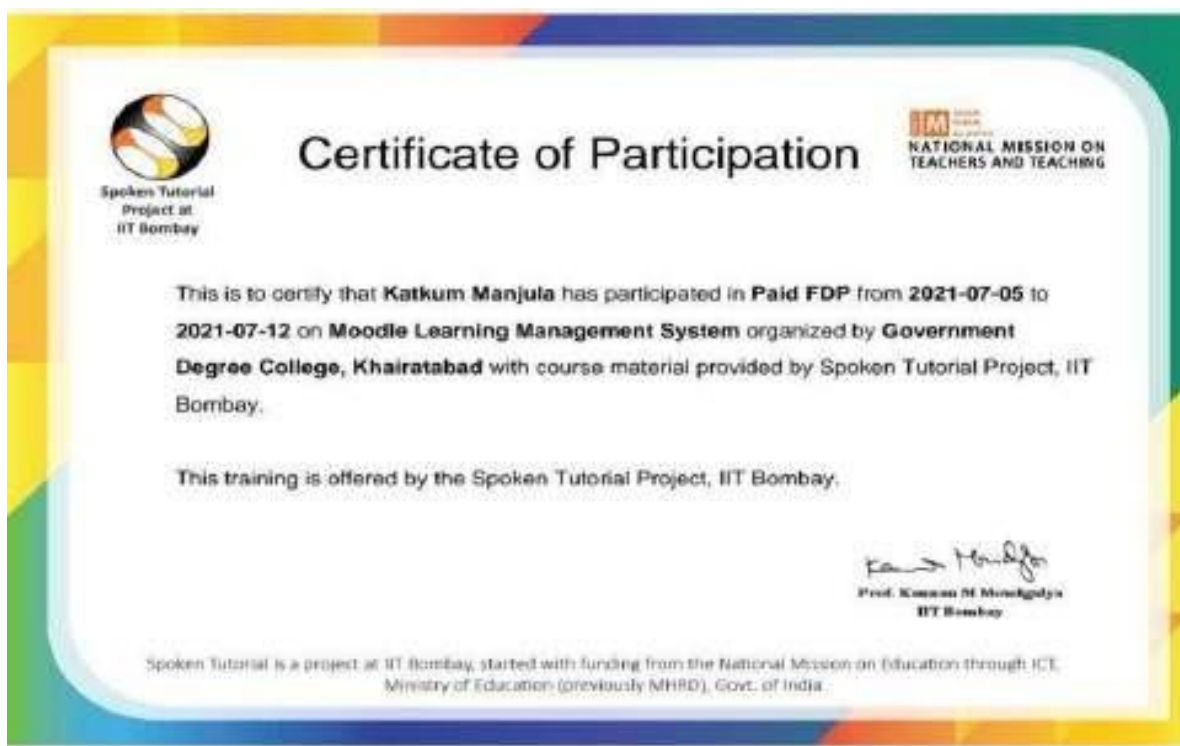 Certificate of Participation
Spoken Tutorial
Project at
IIT Bombay
NATIONAL MISSION ON
TEACHERS AND TEACHING
This is to certify that Katkum Manjula has participated in Paid FDP from 2021-07-05 to
2021-07-12 on Moodle Learning Management System organized by Government
Degree College, Khairatabad with course material provided by Spoken Tutorial Project, IIT
Bombay.
This training is offered by the Spoken Tutorial Project, IIT Bombay.
Prof. Kannan M Moudgalya
IIT Bombay
Spoken Tutorial is a project at IIT Bombay, started with funding from the National Mission on Education through ICT,
Ministry of Education (previously MHRD), Govt. of India